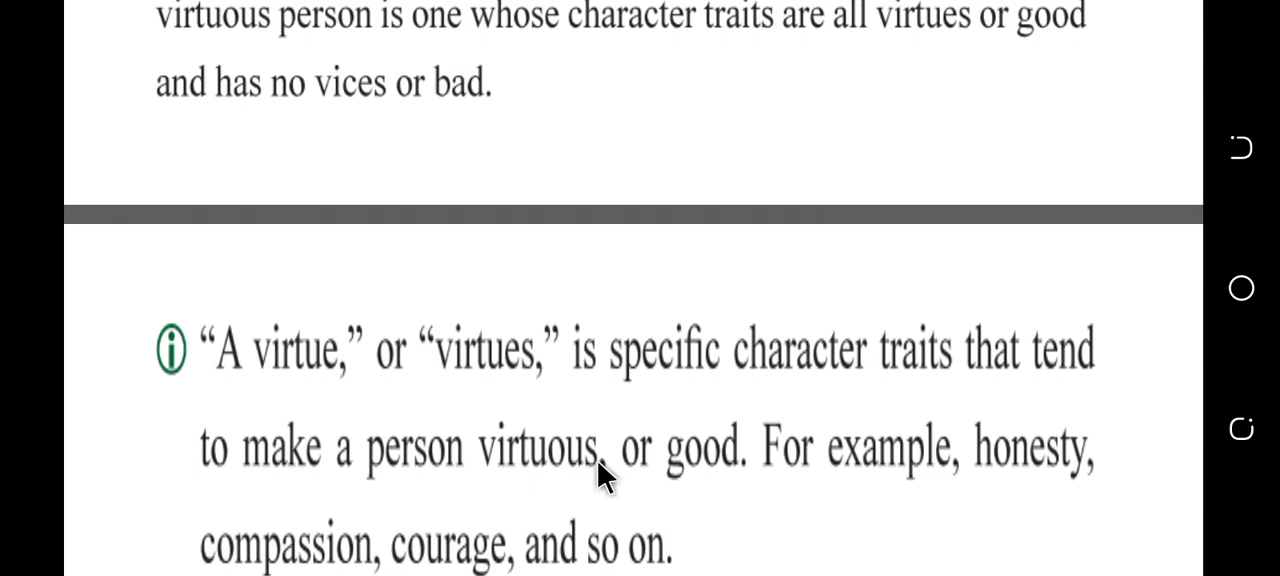 virtuous person is one whose character traits are all virtues or good
and has no vices or bad.
“A virtue,” or “virtues,” is specific character traits that tend
to make a person virtuous, or good. For example, honesty,
compassion, courage, and so on.